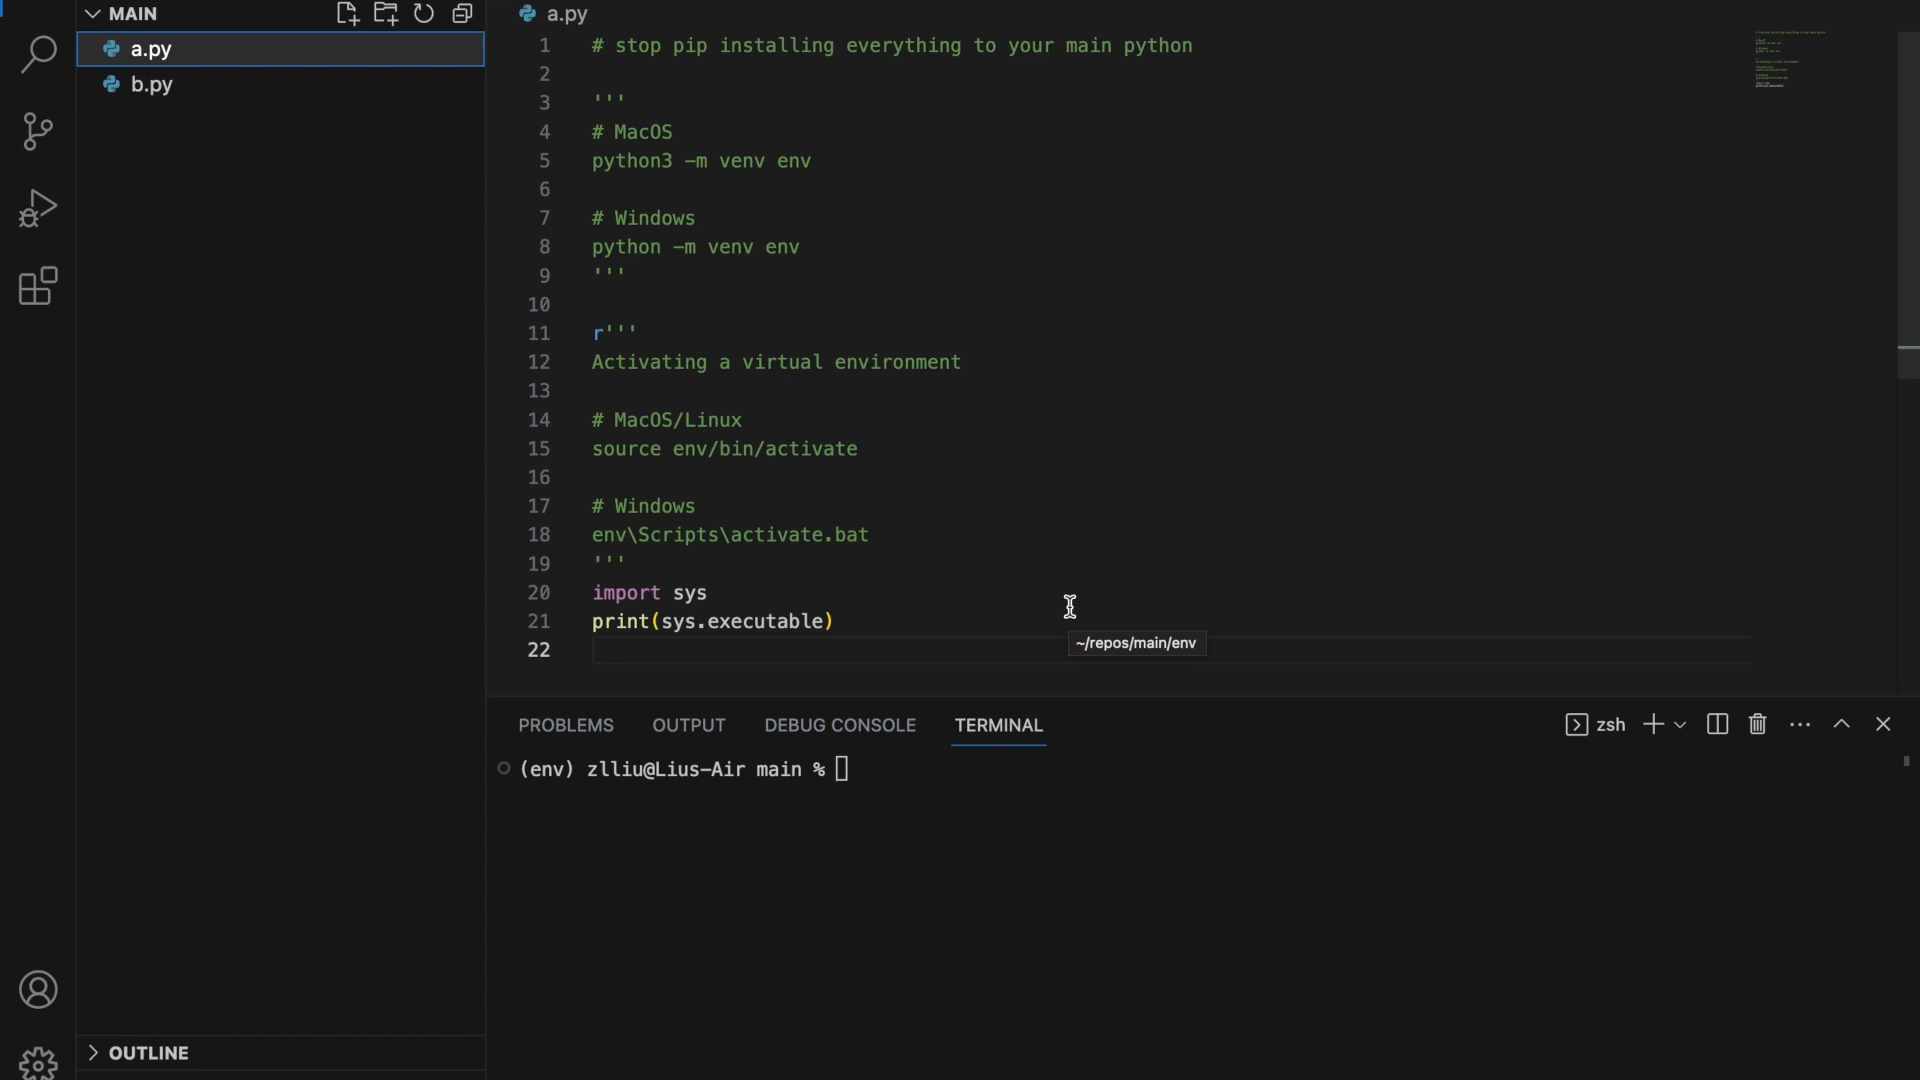 MAIN
a.py
b.py
OUTLINE
a.py
1 # stop pip installing everything to your main python
2
3 '''
4 # MacOS
5 python3 -m venv env
6
7 # Windows
8 python -m venv env
9 '''
10
11 r'''
12 Activating a virtual environment
13
14 # MacOS/Linux
15 source env/bin/activate
16
17 # Windows
18 env\Scripts\activate.bat
19 '''
20 import sys
21 print(sys.executable)
22
~/repos/main/env
PROBLEMS OUTPUT DEBUG CONSOLE TERMINAL zsh
(env) zlliu@Lius-Air main %